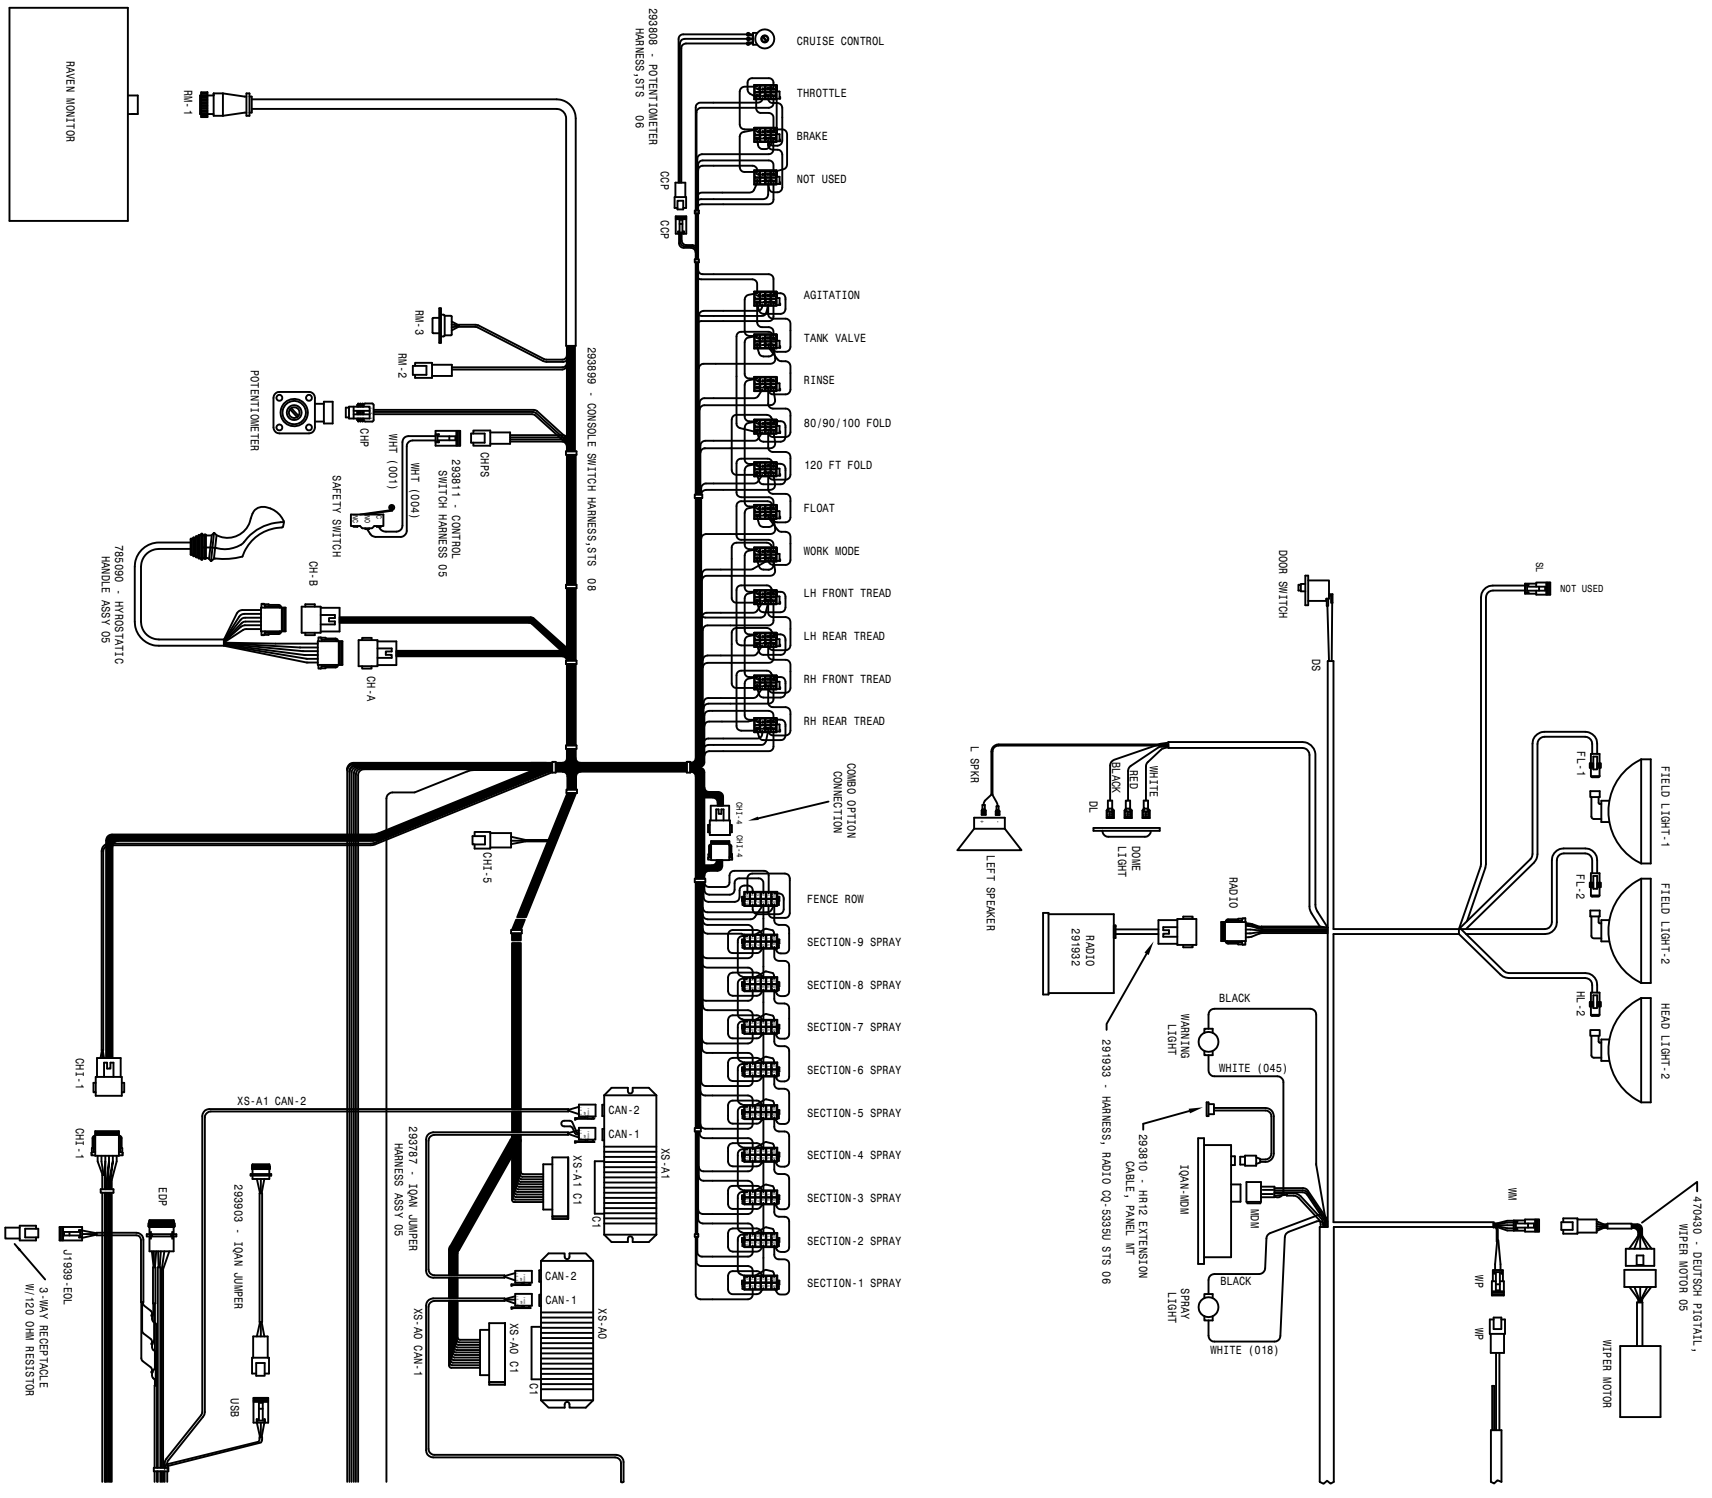 RAVEN MONITOR
RM-1
293808 - POTENTIOMETER
HARNESS,STS 06
CCP
CCP
CRUISE CONTROL
THROTTLE
BRAKE
NOT USED
AGITATION
TANK VALVE
RINSE
80/90/100 FOLD
120 FT FOLD
FLOAT
WORK MODE
LH FRONT TREAD
LH REAR TREAD
RH FRONT TREAD
RH REAR TREAD
RM-3
RM-2
293899 - CONSOLE SWITCH HARNESS,STS 08
POTENTIOMETER
CHP
CHPS
WHT (001)
WHT (004)
293811 - CONTROL
SWITCH HARNESS 05
SAFETY SWITCH
NC
NO
C
785090 - HYROSTATIC
HANDLE ASSY 05
CH-B
CH-A
COMBO OPTION
CONNECTION
CHI-4
CHI-4
CHI-5
FENCE ROW
SECTION-9 SPRAY
SECTION-8 SPRAY
SECTION-7 SPRAY
SECTION-6 SPRAY
SECTION-5 SPRAY
SECTION-4 SPRAY
SECTION-3 SPRAY
SECTION-2 SPRAY
SECTION-1 SPRAY
CHI-1
CHI-1
XS-A1 CAN-2
CAN-2
CAN-1
XS-A1
C1
XS-A1 C1
293787 - IQAN JUMPER
HARNESS ASSY 05
CAN-2
CAN-1
XS-A0
C1
XS-A0 C1
XS-A0 CAN-1
EDP
293903 - IQAN JUMPER
USB
J1939-EOL
3-WAY RECEPTACLE
W/120 OHM RESISTOR
DOOR SWITCH
DS
SL
NOT USED
FL-1
FIELD LIGHT-1
FL-2
FIELD LIGHT-2
HL-2
HEAD LIGHT-2
L SPKR
LEFT SPEAKER
BLACK
RED
WHITE
DL
DOME
LIGHT
RADIO
RADIO
291932
291933 - HARNESS, RADIO CQ-5335U STS 06
BLACK
WARNING
LIGHT
WHITE (045)
293810 - HR12 EXTENSION
CABLE, PANEL MT
IQAN-MDM
MDM
BLACK
SPRAY
LIGHT
WHITE (018)
WM
WP
WP
470430 - DEUTSCH PIGTAIL,
WIPER MOTOR 05
WIPER MOTOR